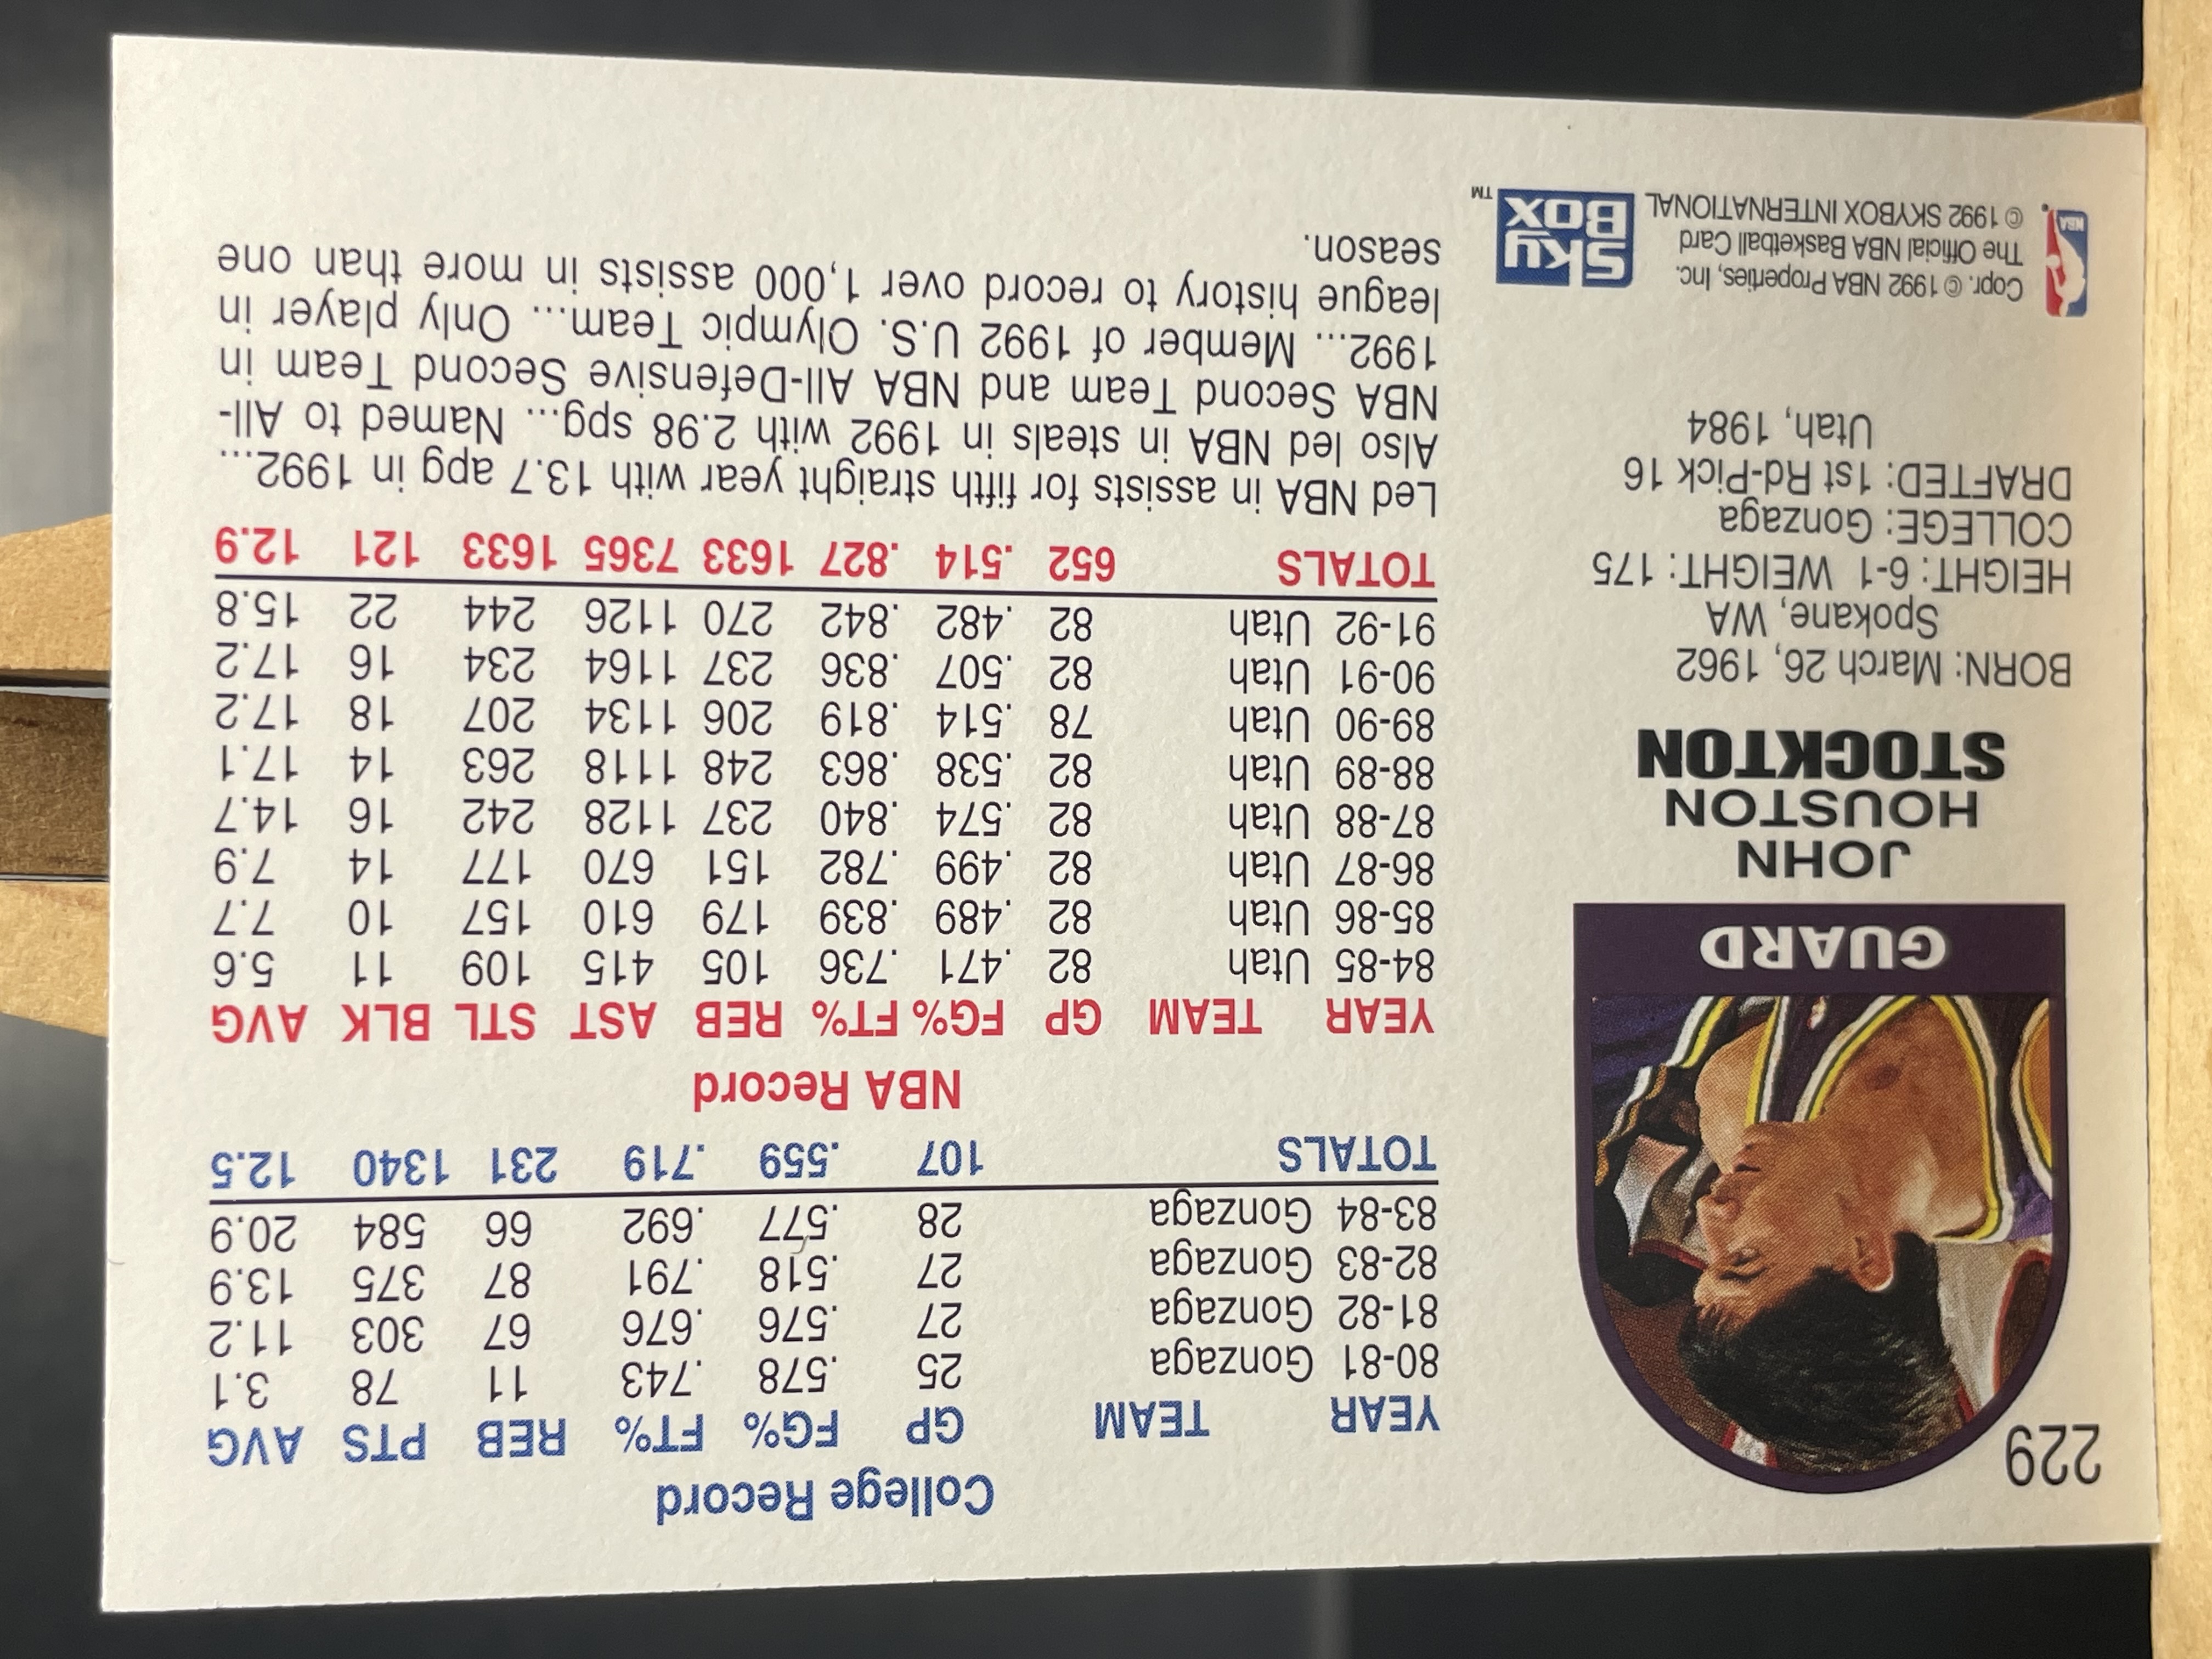 229
GUARD
JOHN
HOUSTON
STOCKTON
BORN: March 26, 1962
Spokane, WA
HEIGHT: 6-1 WEIGHT: 175
COLLEGE: Gonzaga
DRAFTED: 1st Rd-Pick 16
Utah, 1984
NBA
Copr. © 1992 NBA Properties, Inc.
The Official NBA Basketball Card
© 1992 SKYBOX INTERNATIONAL
SKY
BOX
TM
College Record
YEAR TEAM GP FG% FT% REB PTS AVG
80-81 Gonzaga 25 .578 .743 11 78 3.1
81-82 Gonzaga 27 .576 .676 67 303 11.2
82-83 Gonzaga 27 .518 .791 87 375 13.9
83-84 Gonzaga 28 .577 .692 66 584 20.9
TOTALS 107 .559 .719 231 1340 12.5
NBA Record
YEAR TEAM GP FG% FT% REB AST STL BLK AVG
84-85 Utah 82 .471 .736 105 415 109 11 5.6
85-86 Utah 82 .489 .839 179 610 157 10 7.7
86-87 Utah 82 .499 .782 151 670 177 14 7.9
87-88 Utah 82 .574 .840 237 1128 242 16 14.7
88-89 Utah 82 .538 .863 248 1118 263 14 17.1
89-90 Utah 78 .514 .819 206 1134 207 18 17.2
90-91 Utah 82 .507 .836 237 1164 234 16 17.2
91-92 Utah 82 .482 .842 270 1126 244 22 15.8
TOTALS 652 .514 .827 1633 7365 1633 121 12.9
Led NBA in assists for fifth straight year with 13.7 apg in 1992...
Also led NBA in steals in 1992 with 2.98 spg... Named to All-
NBA Second Team and NBA All-Defensive Second Team in
1992... Member of 1992 U.S. Olympic Team... Only player in
league history to record over 1,000 assists in more than one
season.